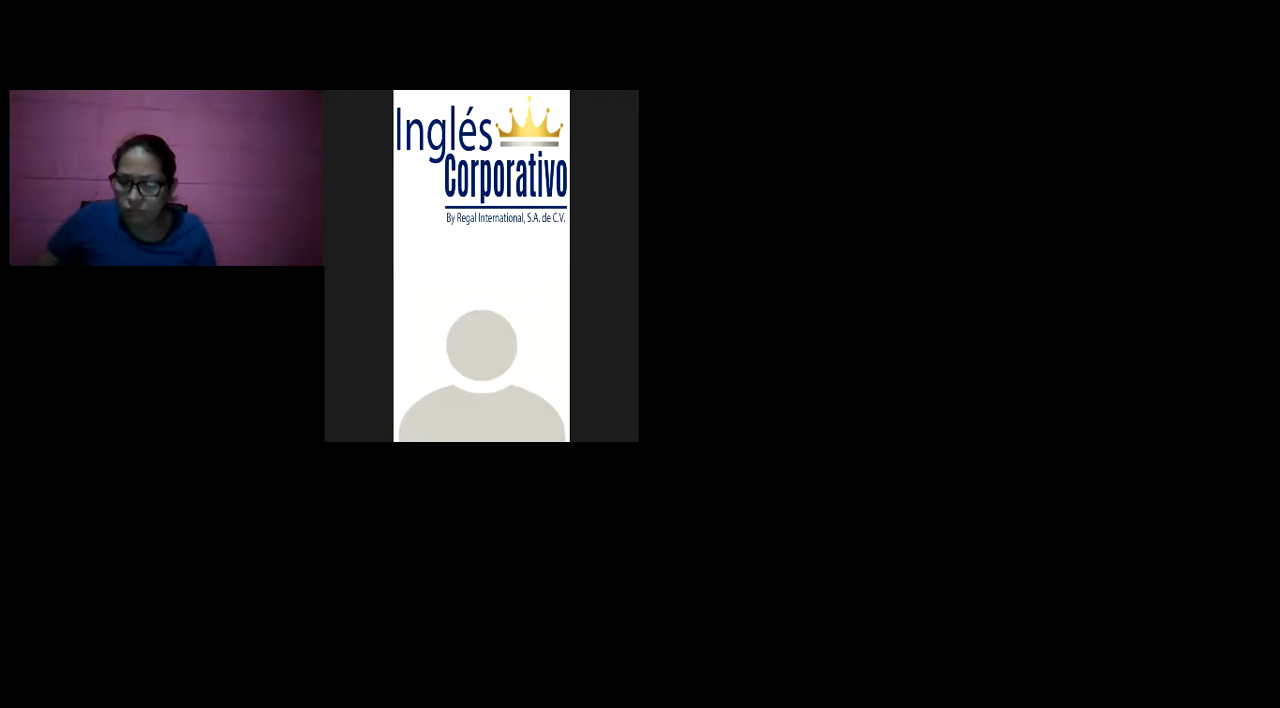 Inglés
Corporativo
By Regal International, S.A. de C.V.